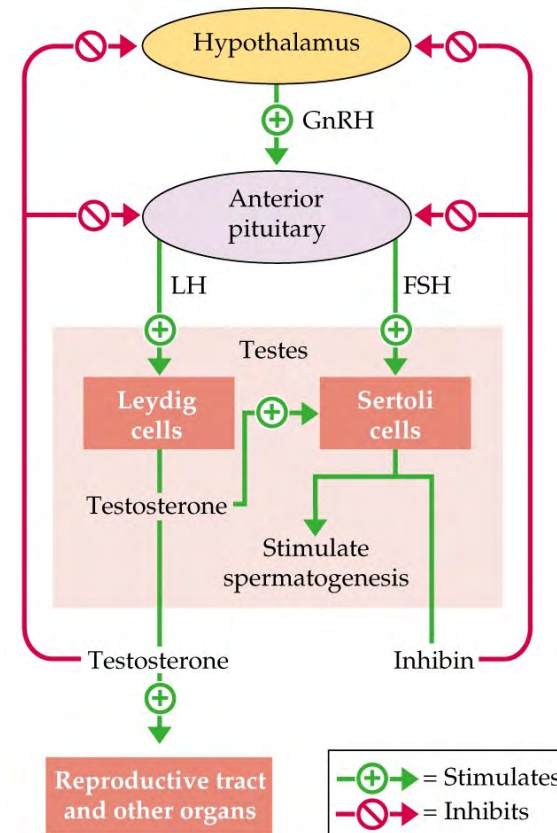 Hypothalamus
GnRH
Anterior
pituitary
LH
FSH
Testes
Leydig
cells
Sertoli
cells
Testosterone
Stimulate
spermatogenesis
Testosterone
Inhibin
Reproductive tract
and other organs
= Stimulates
= Inhibits